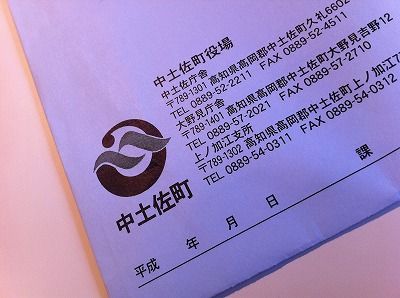 中土佐町役場
中土佐庁舎
〒789-1301 高知県高岡郡中土佐町久礼6602
TEL 0889-52-2211 FAX 0889-52-4511
大野見庁舎
〒789-1401 高知県高岡郡中土佐町大野見吉野12
TEL 0889-57-2021 FAX 0889-57-2710
上ノ加江支所
〒789-1302 高知県高岡郡中土佐町上ノ加江7
TEL 0889-54-0311 FAX 0889-54-0312
中土佐町
課
平成 年 月 日